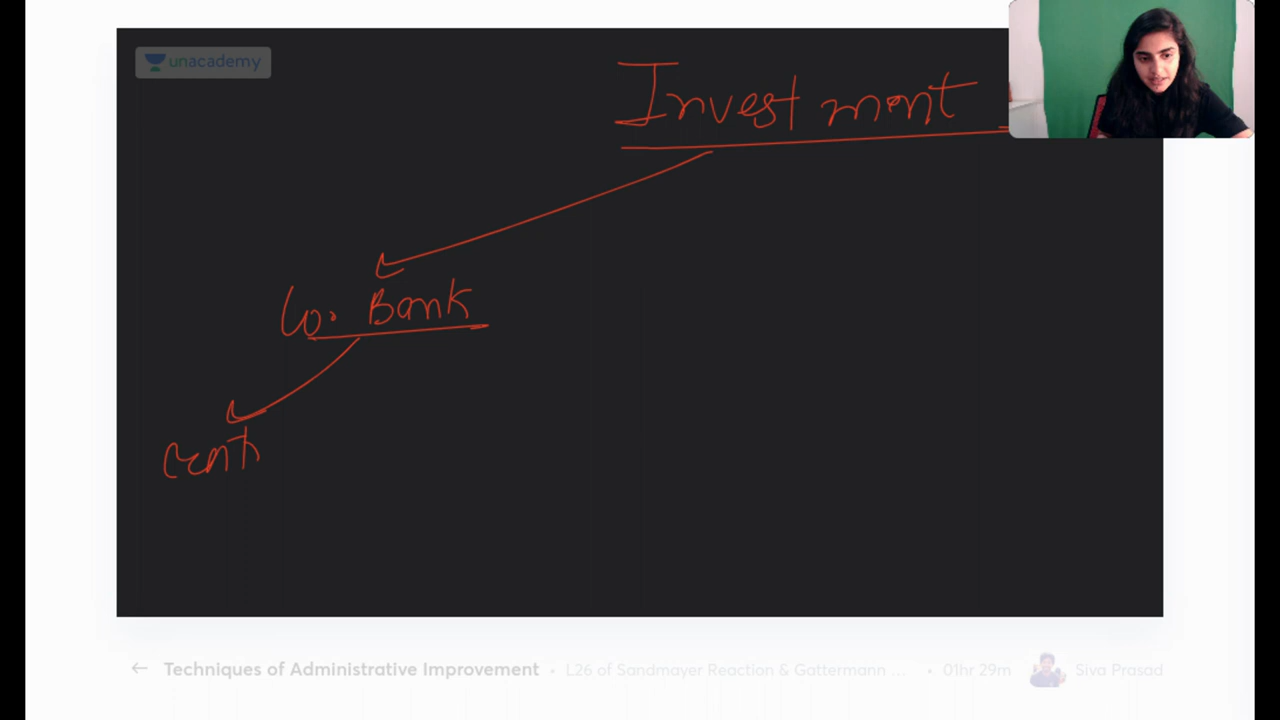 unacademy
Investment
Co. Bank
Cent
Techniques of Administrative Improvement • L26 of Sandmayer Reaction & Gattermann ... • 01hr 29m Siva Prasad